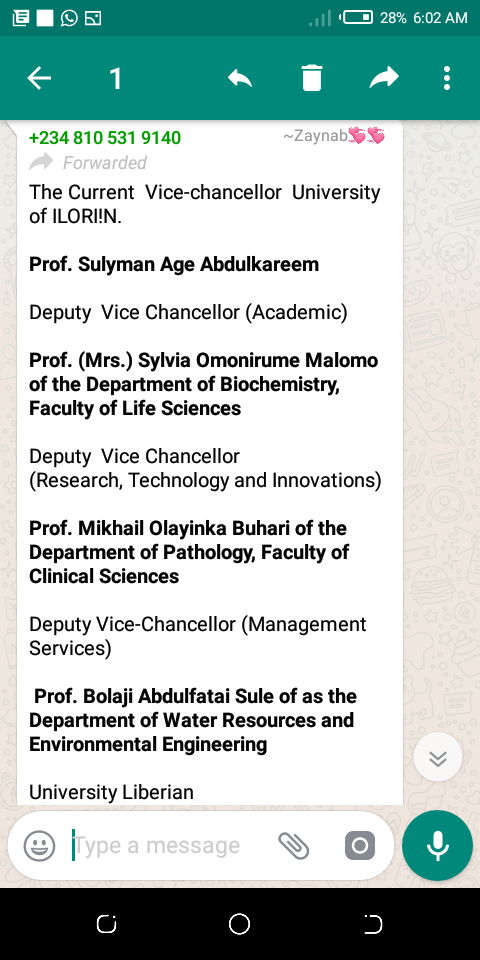 28% 6:02 AM
1
+234 810 531 9140
~Zaynab💕💕
Forwarded
The Current Vice-chancellor University
of ILORI!N.
Prof. Sulyman Age Abdulkareem
Deputy Vice Chancellor (Academic)
Prof. (Mrs.) Sylvia Omonirume Malomo
of the Department of Biochemistry,
Faculty of Life Sciences
Deputy Vice Chancellor
(Research, Technology and Innovations)
Prof. Mikhail Olayinka Buhari of the
Department of Pathology, Faculty of
Clinical Sciences
Deputy Vice-Chancellor (Management
Services)
Prof. Bolaji Abdulfatai Sule of as the
Department of Water Resources and
Environmental Engineering
University Liberian
Type a message